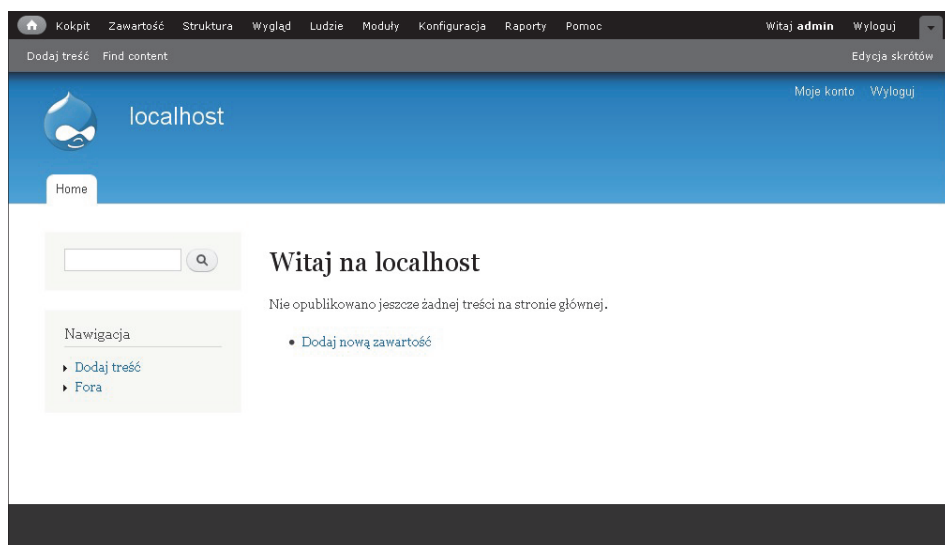 Kokpit Zawartość Struktura Wygląd Ludzie Moduły Konfiguracja Raporty Pomoc Witaj admin Wyloguj
Dodaj treść Find content Edycja skrótów
Moje konto Wyloguj
localhost
Home
Witaj na localhost
Nie opublikowano jeszcze żadnej treści na stronie głównej.
Dodaj nową zawartość
Nawigacja
Dodaj treść
Fora